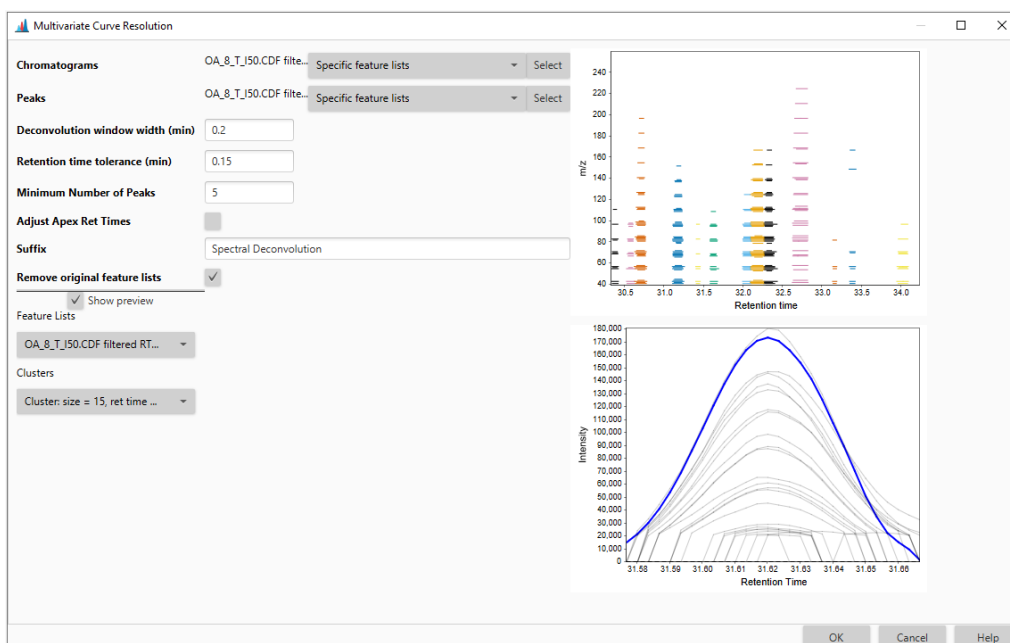 Multivariate Curve Resolution
Chromatograms OA_8_T_I50.CDF filte... Specific feature lists Select
Peaks OA_8_T_I50.CDF filte... Specific feature lists Select
Deconvolution window width (min) 0.2
Retention time tolerance (min) 0.15
Minimum Number of Peaks 5
Adjust Apex Ret Times
Suffix Spectral Deconvolution
Remove original feature lists
Show preview
Feature Lists
OA_8_T_I50.CDF filtered RT...
Clusters
Cluster: size = 15, ret time ...
m/z
240
220
200
180
160
140
120
100
80
60
40
30.5 31.0 31.5 32.0 32.5 33.0 33.5 34.0
Retention time
Intensity
180,000
170,000
160,000
150,000
140,000
130,000
120,000
110,000
100,000
90,000
80,000
70,000
60,000
50,000
40,000
30,000
20,000
10,000
0
31.58 31.59 31.60 31.61 31.62 31.63 31.64 31.65 31.66
Retention Time
OK Cancel Help